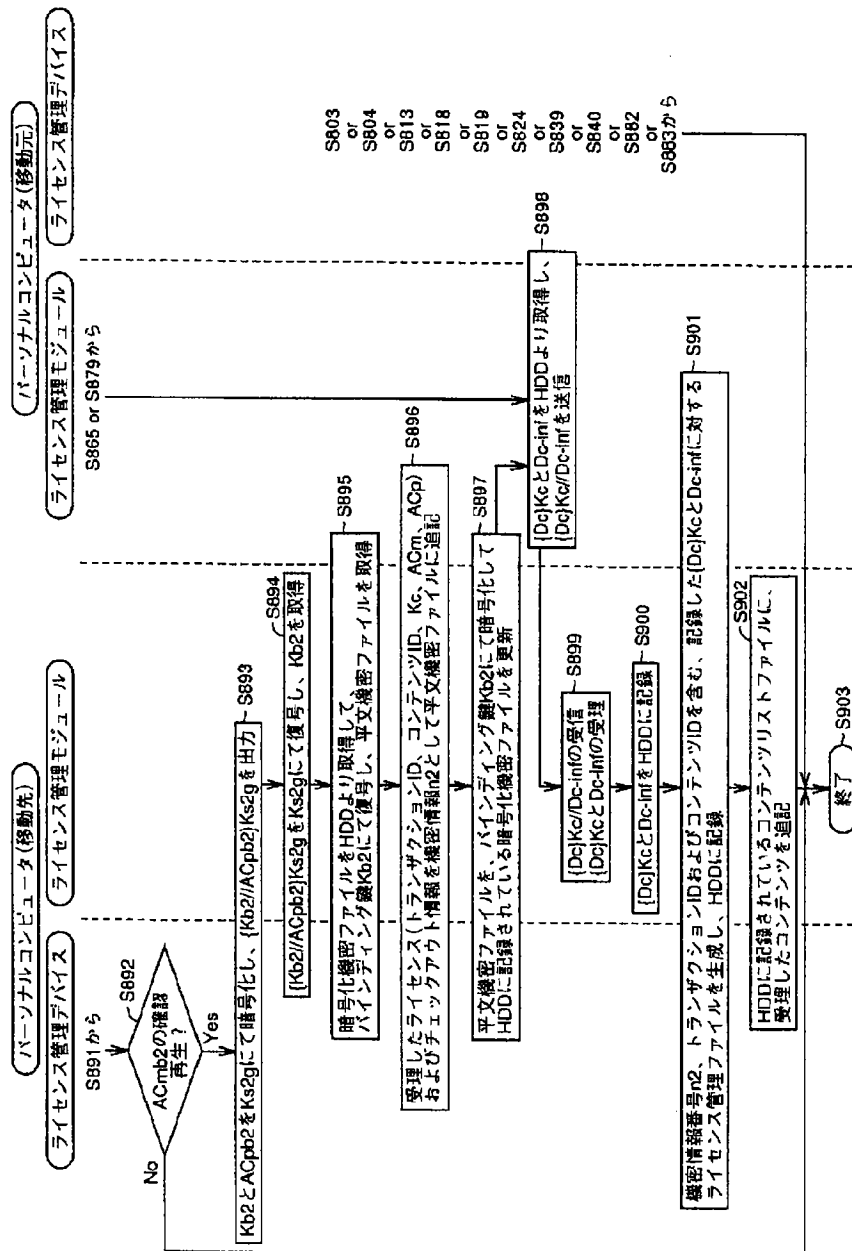 パーソナルコンピュータ(移動先)
パーソナルコンピュータ(移動元)
ライセンス管理デバイス
ライセンス管理モジュール
ライセンス管理モジュール
ライセンス管理デバイス
S891から
S892
ACmb2の確認
再生？
No
Yes
S893
Kb2とACpb2をKs2gにて暗号化し、{Kb2//ACpb2}Ks2gを出力
S894
{Kb2//ACpb2}Ks2gをKs2gにて復号し、Kb2を取得
S895
暗号化機密ファイルをHDDより取得して、
バインディング鍵Kb2にて復号し、平文機密ファイルを取得
S896
受理したライセンス(トランザクションID、コンテンツID、Kc、ACm、ACp)
およびチェックアウト情報を機密情報n2として平文機密ファイルに追記
S897
平文機密ファイルを、バインディング鍵Kb2にて暗号化して
HDDに記録されている暗号化機密ファイルを更新
S865 or S879から
S898
{Dc}KcとDc-infをHDDより取得し、
{Dc}Kc//Dc-infを送信
S899
{Dc}Kc//Dc-infの受信
{Dc}KcとDc-infの受理
S900
{Dc}KcとDc-infをHDDに記録
S901
機密情報番号n2、トランザクションIDおよびコンテンツIDを含む、記録した{Dc}KcとDc-infに対する
ライセンス管理ファイルを生成し、HDDに記録
S902
HDDに記録されているコンテンツリストファイルに、
受理したコンテンツを追記
S803
or
S804
or
S813
or
S818
or
S819
or
S824
or
S839
or
S840
or
S882
or
S883から
S903
終了